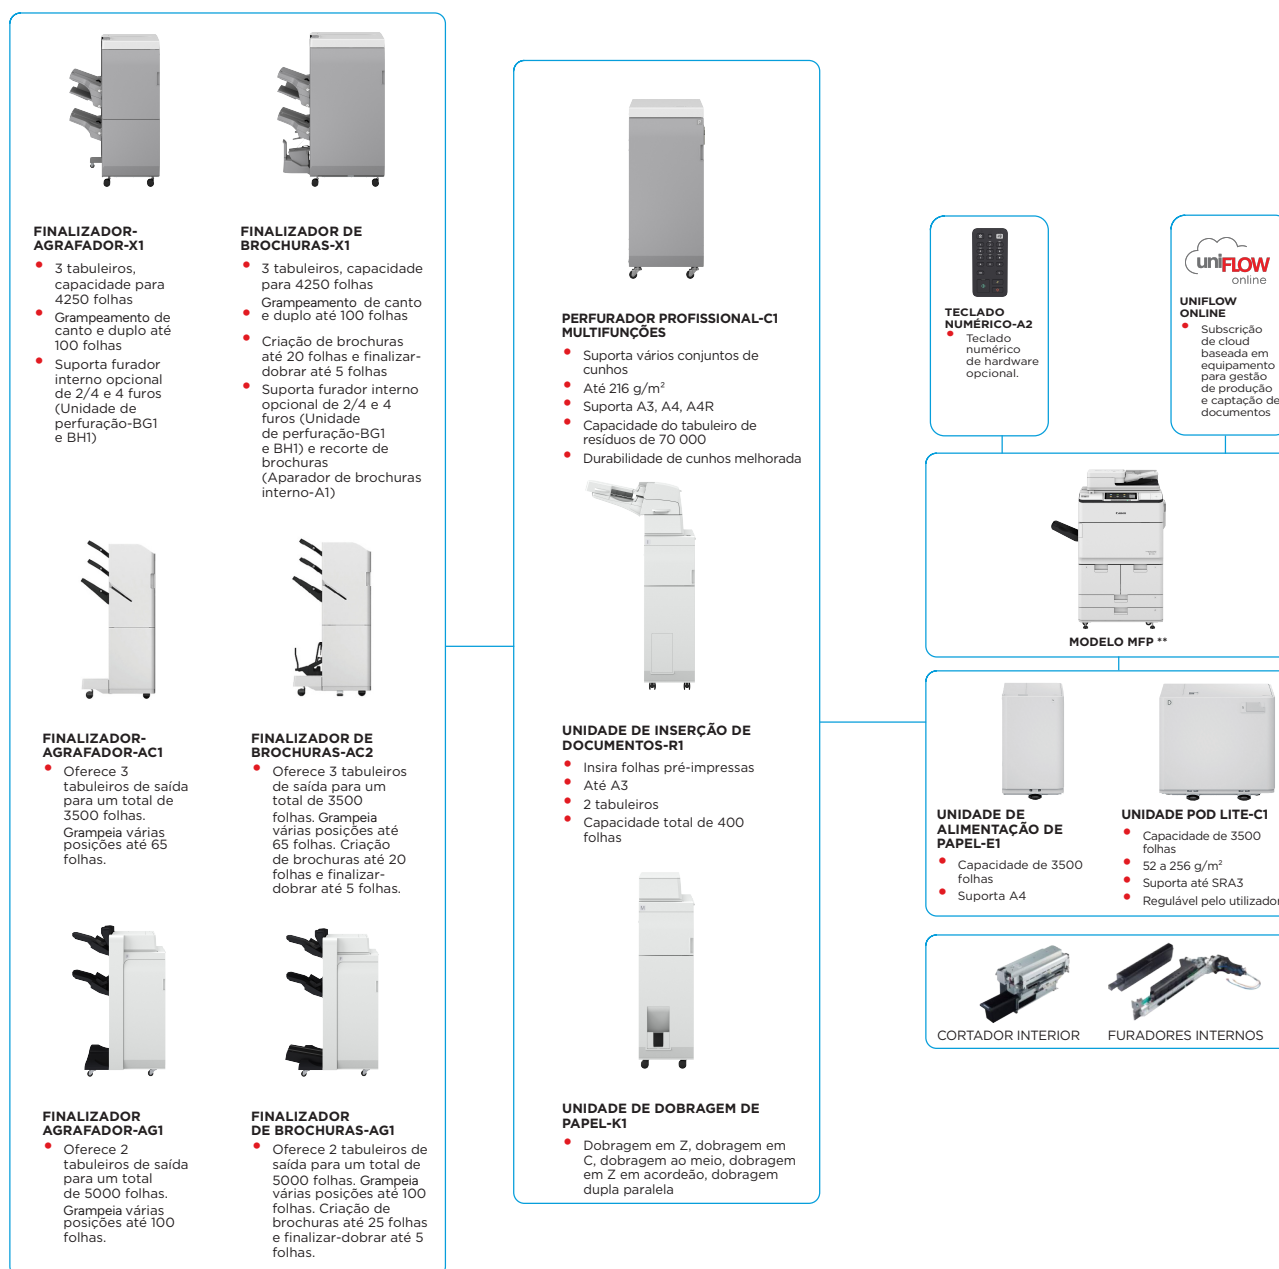 FINALIZADOR-
AGRAFADOR-X1
3 tabuleiros,
capacidade para
4250 folhas
Grampeamento de
canto e duplo até
100 folhas
Suporta furador
interno opcional
de 2/4 e 4 furos
(Unidade de
perfuração-BG1
e BH1)
FINALIZADOR DE
BROCHURAS-X1
3 tabuleiros, capacidade
para 4250 folhas
Grampeamento de canto
e duplo até 100 folhas
Criação de brochuras
até 20 folhas e finalizar-
dobrar até 5 folhas
Suporta furador interno
opcional de 2/4 e 4
furos (Unidade
de perfuração-BG1
e BH1) e recorte de
brochuras
(Aparador de brochuras
interno-A1)
FINALIZADOR-
AGRAFADOR-AC1
Oferece 3
tabuleiros de saída
para um total de
3500 folhas.
Grampeia várias
posições até 65
folhas.
FINALIZADOR DE
BROCHURAS-AC2
Oferece 3 tabuleiros
de saída para um
total de 3500
folhas. Grampeia
várias posições até
65 folhas. Criação
de brochuras até 20
folhas e finalizar-
dobrar até 5 folhas.
FINALIZADOR
AGRAFADOR-AG1
Oferece 2
tabuleiros de saída
para um total
de 5000 folhas.
Grampeia várias
posições até 100
folhas.
FINALIZADOR
DE BROCHURAS-AG1
Oferece 2 tabuleiros de
saída para um total de
5000 folhas. Grampeia
várias posições até 100
folhas. Criação de
brochuras até 25 folhas
e finalizar-dobrar até 5
folhas.
PERFURADOR PROFISSIONAL-C1
MULTIFUNÇÕES
Suporta vários conjuntos de
cunhos
Até 216 g/m²
Suporta A3, A4, A4R
Capacidade do tabuleiro de
resíduos de 70 000
Durabilidade de cunhos melhorada
UNIDADE DE INSERÇÃO DE
DOCUMENTOS-R1
Insira folhas pré-impressas
Até A3
2 tabuleiros
Capacidade total de 400
folhas
UNIDADE DE DOBRAGEM DE
PAPEL-K1
Dobragem em Z, dobragem em
C, dobragem ao meio, dobragem
em Z em acordeão, dobragem
dupla paralela
TECLADO
NUMÉRICO-A2
Teclado
numérico
de hardware
opcional.
uniFLOW
online
UNIFLOW
ONLINE
Subscrição
de cloud
baseada em
equipamento
para gestão
de produção
e captação de
documentos
MODELO MFP **
UNIDADE DE
ALIMENTAÇÃO DE
PAPEL-E1
Capacidade de 3500
folhas
Suporta A4
UNIDADE POD LITE-C1
Capacidade de 3500
folhas
52 a 256 g/m²
Suporta até SRA3
Regulável pelo utilizador
CORTADOR INTERIOR
FURADORES INTERNOS